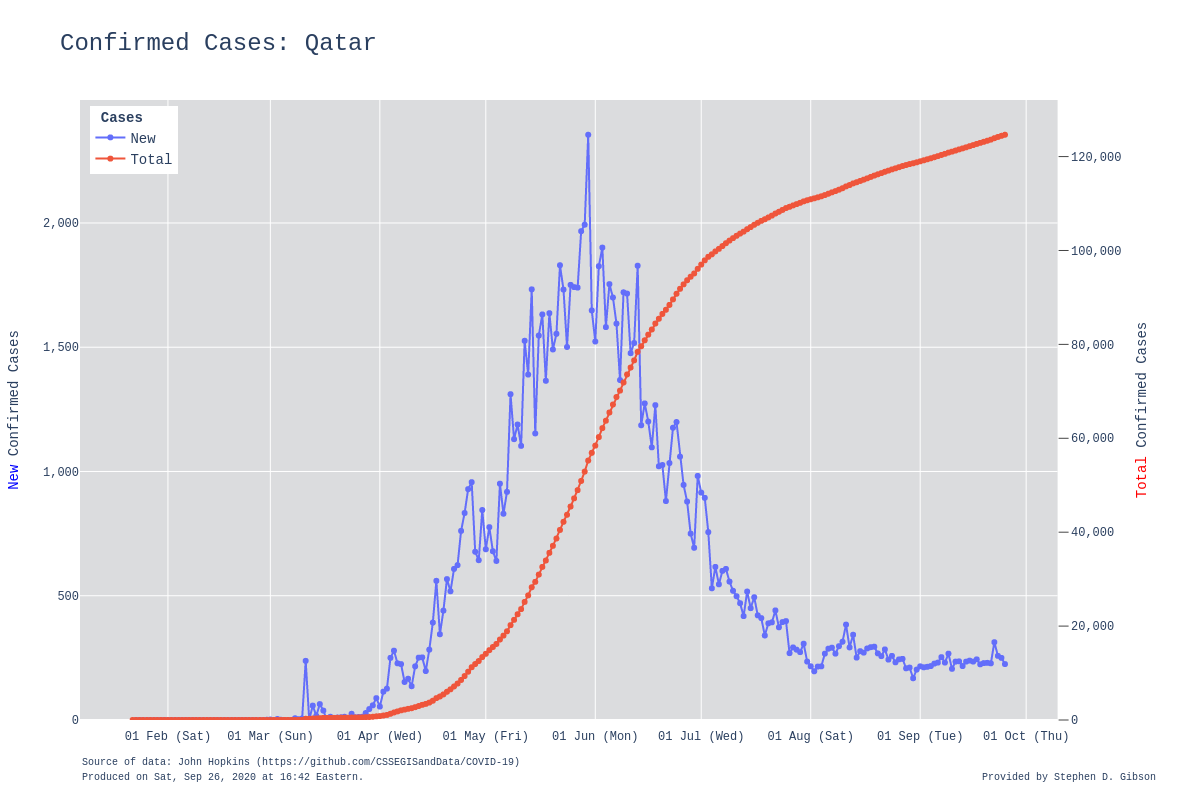 Confirmed Cases: Qatar
Cases
New
Total
2,000
1,500
1,000
500
0
New Confirmed Cases
120,000
100,000
80,000
60,000
40,000
20,000
0
Total Confirmed Cases
01 Feb (Sat) 01 Mar (Sun) 01 Apr (Wed) 01 May (Fri) 01 Jun (Mon) 01 Jul (Wed) 01 Aug (Sat) 01 Sep (Tue) 01 Oct (Thu)
Source of data: John Hopkins (https://github.com/CSSEGISandData/COVID-19)
Produced on Sat, Sep 26, 2020 at 16:42 Eastern.
Provided by Stephen D. Gibson